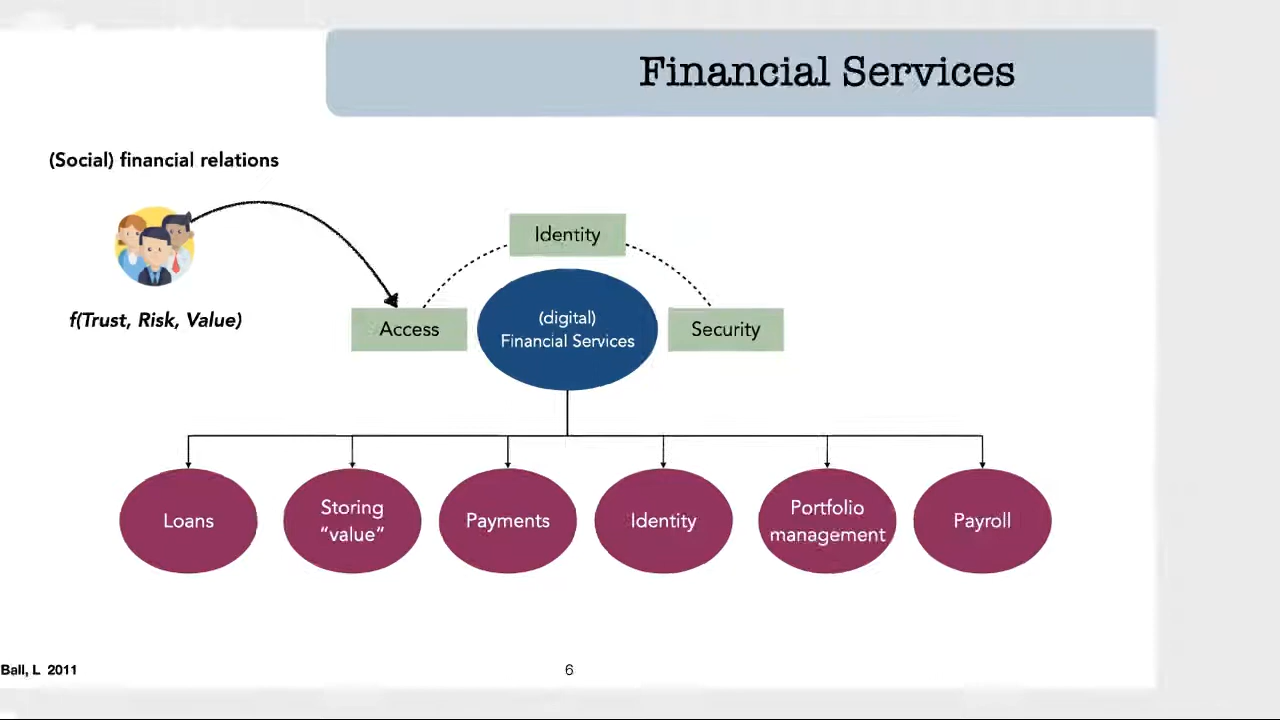 Financial Services
(Social) financial relations
Identity
f(Trust, Risk, Value)
Access
(digital)
Financial Services
Security
Loans
Storing
“value”
Payments
Identity
Portfolio
management
Payroll
Ball, L 2011
6